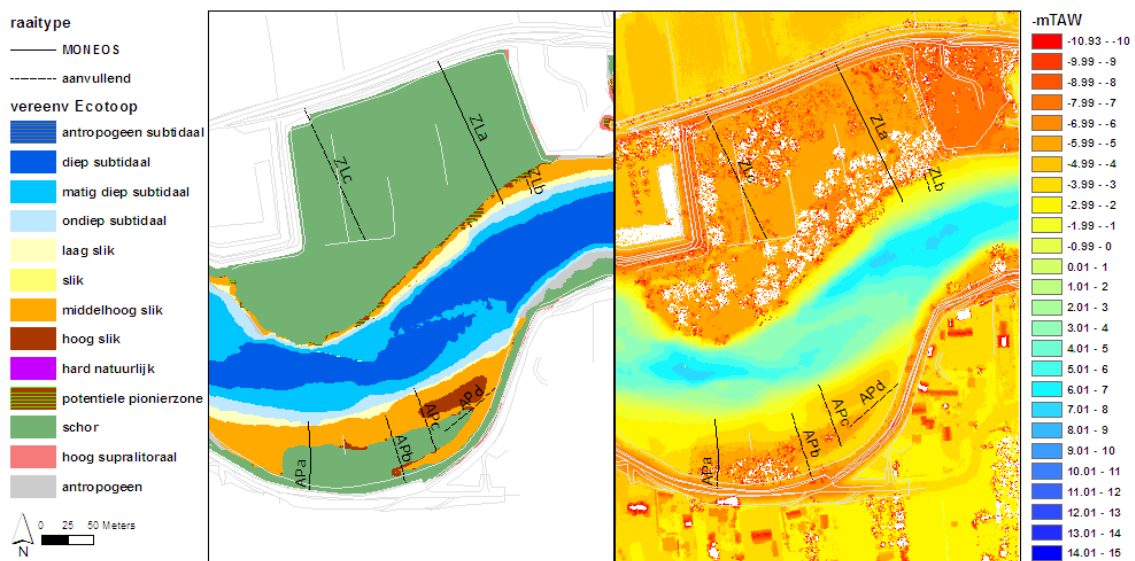 raaitype
MONEOS
aanvullend
vereenv Ecotoop
antropogeen subtidaal
diep subtidaal
matig diep subtidaal
ondiep subtidaal
laag slik
slik
middelhoog slik
hoog slik
hard natuurlijk
potentiele pionierzone
schor
hoog supralitoraal
antropogeen
0 25 50 Meters
N
ZLa
ZLc
ZLb
APd
APc
APb
APa
ZLa
ZLc
ZLb
APd
APc
APb
APa
-mTAW
-10.93 - -10
-9.99 - -9
-8.99 - -8
-7.99 - -7
-6.99 - -6
-5.99 - -5
-4.99 - -4
-3.99 - -3
-2.99 - -2
-1.99 - -1
-0.99 - 0
0.01 - 1
1.01 - 2
2.01 - 3
3.01 - 4
4.01 - 5
5.01 - 6
6.01 - 7
7.01 - 8
8.01 - 9
9.01 - 10
10.01 - 11
11.01 - 12
12.01 - 13
13.01 - 14
14.01 - 15